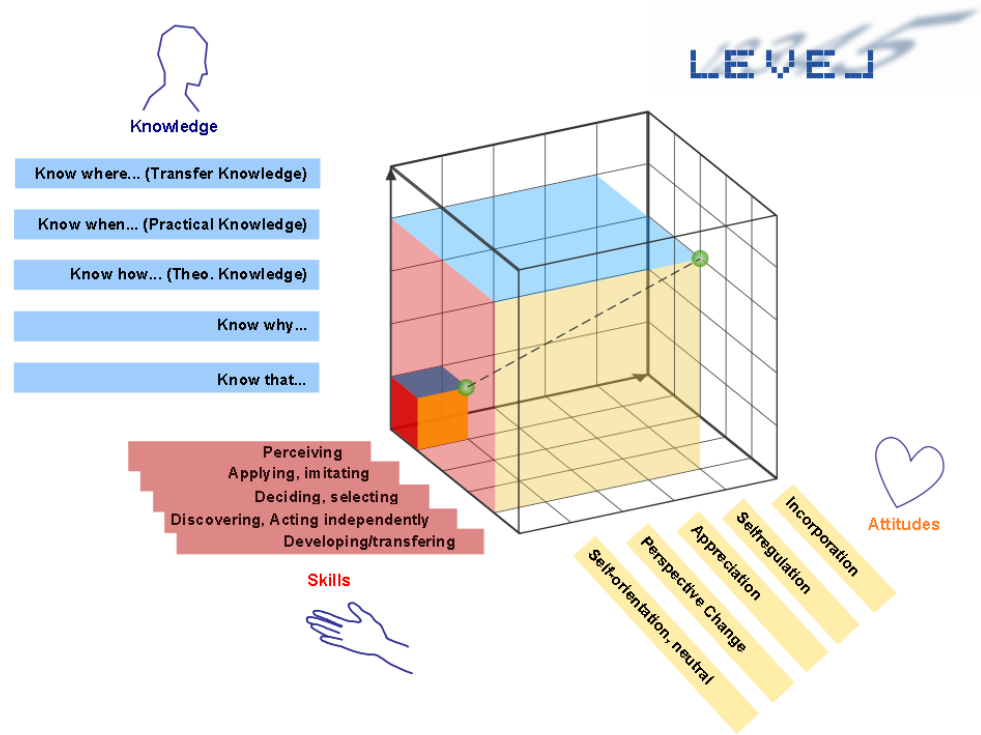 LEVEL
12345
Knowledge
Know where... (Transfer Knowledge)
Know when... (Practical Knowledge)
Know how... (Theo. Knowledge)
Know why...
Know that...
Perceiving
Applying, imitating
Deciding, selecting
Discovering, Acting independently
Developing/transfering
Skills
Self-orientation, neutral
Perspective Change
Appreciation
Selfregulation
Incorporation
Attitudes